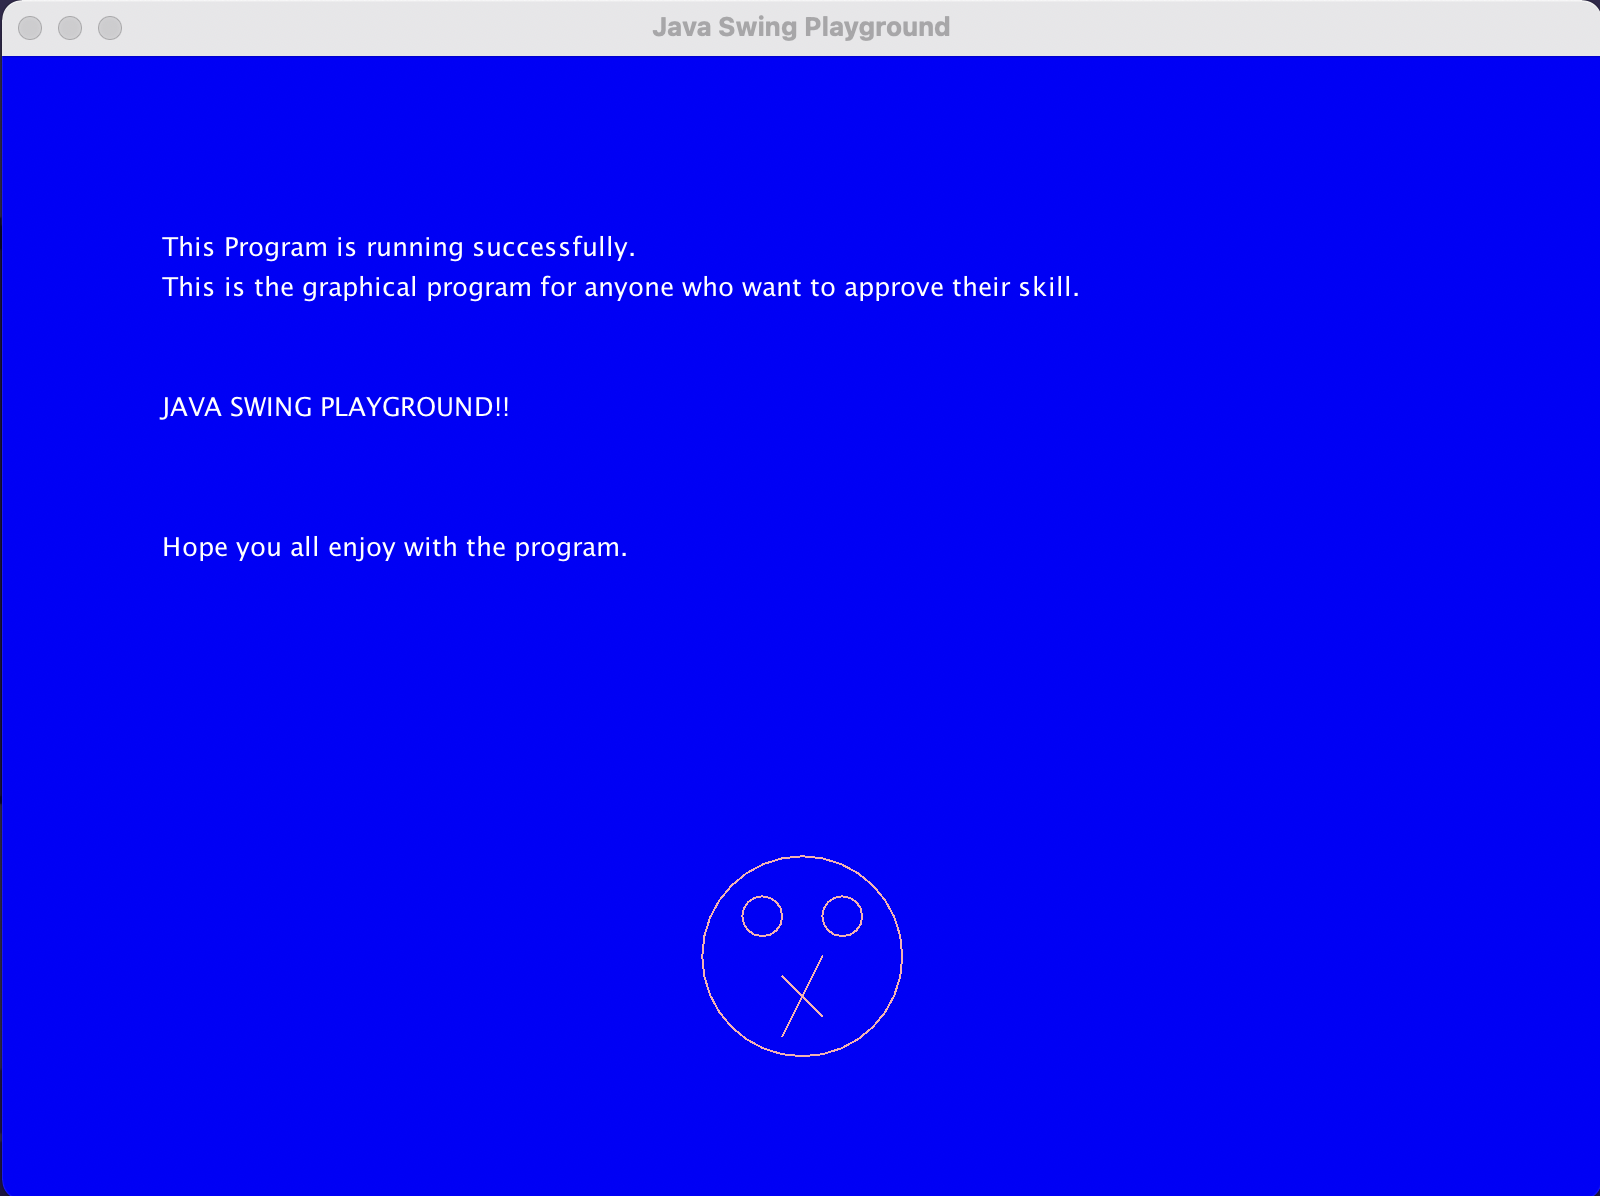 Java Swing Playground
This Program is running successfully.
This is the graphical program for anyone who want to approve their skill.
JAVA SWING PLAYGROUND!!
Hope you all enjoy with the program.